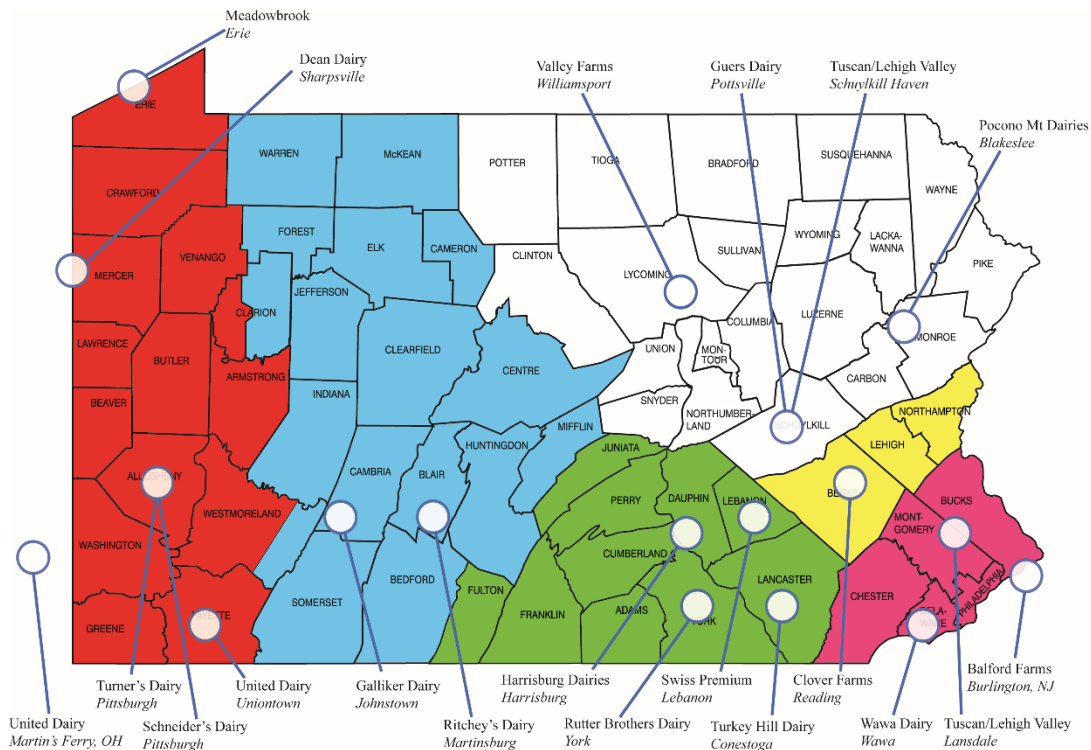 Meadowbrook
Erie
Dean Dairy
Sharpsville
Valley Farms
Williamsport
Guers Dairy
Pottsville
Tuscan/Lehigh Valley
Schuylkill Haven
Pocono Mt Dairies
Blakeslee
ERIE
CRAWFORD
WARREN
McKEAN
POTTER
TIOGA
BRADFORD
SUSQUEHANNA
WAYNE
MERCER
VENANGO
FOREST
ELK
CAMERON
CLINTON
LYCOMING
SULLIVAN
WYOMING
LACKA-
WANNA
PIKE
LAWRENCE
BUTLER
CLARION
JEFFERSON
CLEARFIELD
CENTRE
UNION
MON-
TOUR
COLUMBIA
LUZERNE
MONROE
BEAVER
ARMSTRONG
INDIANA
SNYDER
NORTHUMBER-
LAND
SCHUYLKILL
CARBON
NORTHAMPTON
LEHIGH
ALLEGHENY
WESTMORELAND
CAMBRIA
BLAIR
HUNTINGDON
MIFFLIN
JUNIATA
PERRY
DAUPHIN
LEBANON
BERKS
BUCKS
MONT-
GOMERY
WASHINGTON
GREENE
FAYETTE
SOMERSET
BEDFORD
FULTON
FRANKLIN
CUMBERLAND
ADAMS
YORK
LANCASTER
CHESTER
DELA-
WARE
PHILADELPHIA
United Dairy
Martin's Ferry, OH
Turner's Dairy
Pittsburgh
Schneider's Dairy
Pittsburgh
United Dairy
Uniontown
Galliker Dairy
Johnstown
Ritchey's Dairy
Martinsburg
Harrisburg Dairies
Harrisburg
Rutter Brothers Dairy
York
Swiss Premium
Lebanon
Turkey Hill Dairy
Conestoga
Clover Farms
Reading
Wawa Dairy
Wawa
Tuscan/Lehigh Valley
Lansdale
Balford Farms
Burlington, NJ